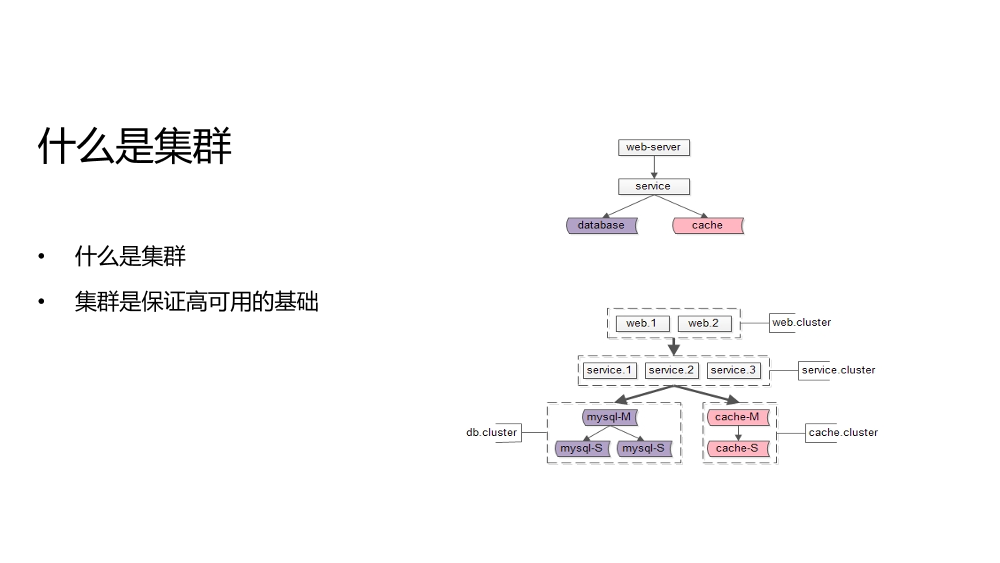 什么是集群
• 什么是集群
• 集群是保证高可用的基础
web-server
service
database cache
web.1 web.2 web.cluster
service.1 service.2 service.3 service.cluster
mysql-M cache-M
db.cluster cache.cluster
mysql-S mysql-S cache-S